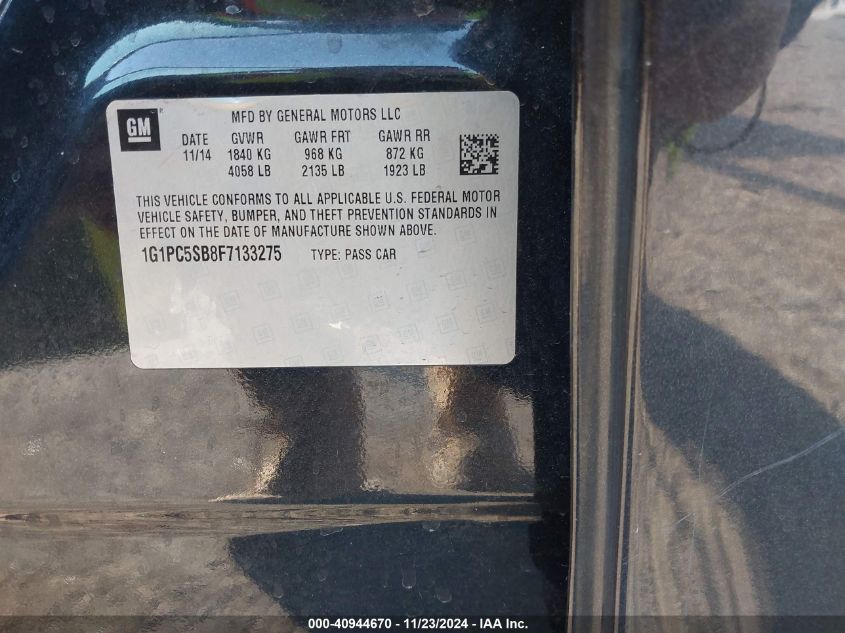 GM
MFD BY GENERAL MOTORS LLC
DATE GVWR GAWR FRT GAWR RR
11/14 1840 KG 968 KG 872 KG
4058 LB 2135 LB 1923 LB
THIS VEHICLE CONFORMS TO ALL APPLICABLE U.S. FEDERAL MOTOR
VEHICLE SAFETY, BUMPER, AND THEFT PREVENTION STANDARDS IN
EFFECT ON THE DATE OF MANUFACTURE SHOWN ABOVE.
1G1PC5SB8F7133275 TYPE: PASS CAR
000-40944670 - 11/23/2024 - IAA Inc.